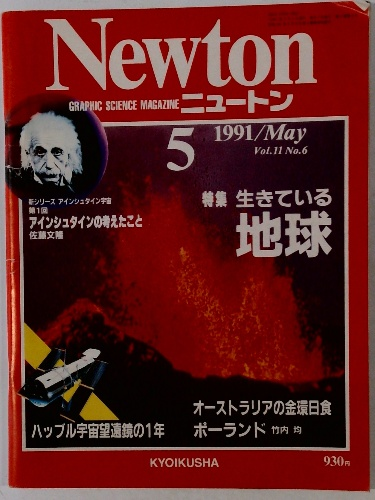 Newton
GRAPHIC SCIENCE MAGAZINE ニュートン
5
1991/May
Vol.11 No.6
新シリーズ アインシュタイン宇宙
第1回
アインシュタインの考えたこと
佐藤文隆
特集 生きている
地球
オーストラリアの金環日食
ハッブル宇宙望遠鏡の1年
ポーランド 竹内 均
KYOIKUSHA
930円